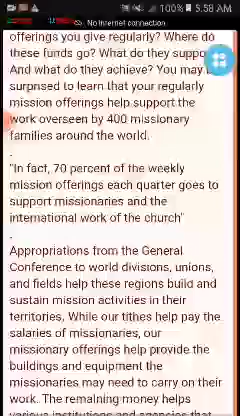 100% 5:58 AM
No Internet connection
offerings you give regularly? Where do
these funds go? What do they
And what do they achieve? You may
surprised to learn that your regularly
mission offerings help support the
work overseen by 400 missionary
families around the world.
.
"In fact, 70 percent of the weekly
mission offerings each quarter goes to
support missionaries and the
international work of the church"
.
Appropriations from the General
Conference to world divisions, unions,
and fields help these regions build and
sustain mission activities in their
territories, While our tithes help pay the
salaries of missionaries, our
missionary offerings help provide the
buildings and equipment the
missionaries may need to carry on their
work. The remaining money helps
various institutions and agencies that